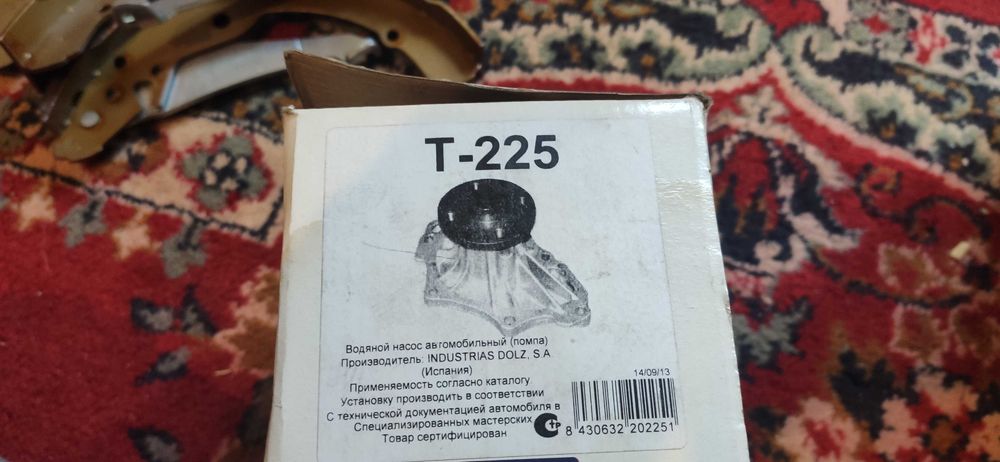 T-225
Водяной насос автомобильный (помпа)
Производитель: INDUSTRIAS DOLZ, S.A
(Испания)
Применяемость согласно каталогу
Установку производить в соответствии
С технической документацией автомобиля в
Специализированных мастерских
Товар сертифицирован
14/09/13
8 430632 202251